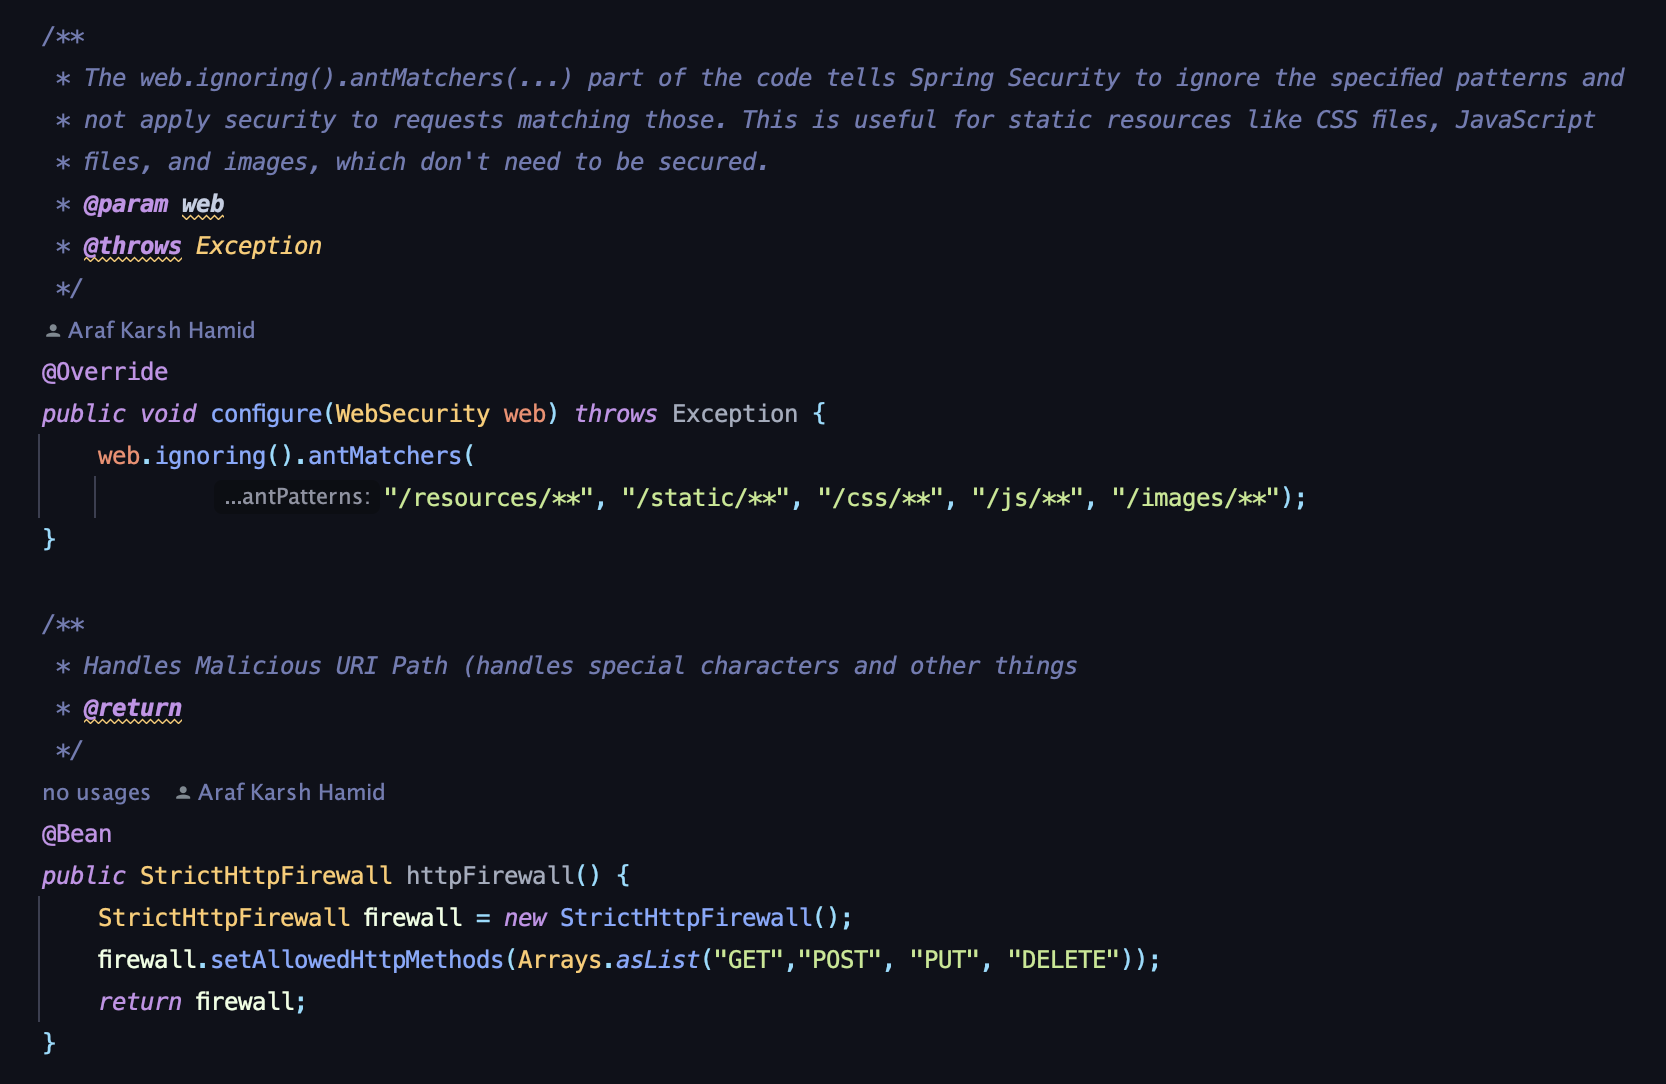 /**
 * The web.ignoring().antMatchers(...) part of the code tells Spring Security to ignore the specified patterns and
 * not apply security to requests matching those. This is useful for static resources like CSS files, JavaScript
 * files, and images, which don't need to be secured.
 * @param web
 * @throws Exception
 */
Araf Karsh Hamid
@Override
public void configure(WebSecurity web) throws Exception {
    web.ignoring().antMatchers(
            ...antPatterns: "/resources/**", "/static/**", "/css/**", "/js/**", "/images/**");
}
/**
 * Handles Malicious URI Path (handles special characters and other things
 * @return
 */
no usages   Araf Karsh Hamid
@Bean
public StrictHttpFirewall httpFirewall() {
    StrictHttpFirewall firewall = new StrictHttpFirewall();
    firewall.setAllowedHttpMethods(Arrays.asList("GET","POST", "PUT", "DELETE"));
    return firewall;
}